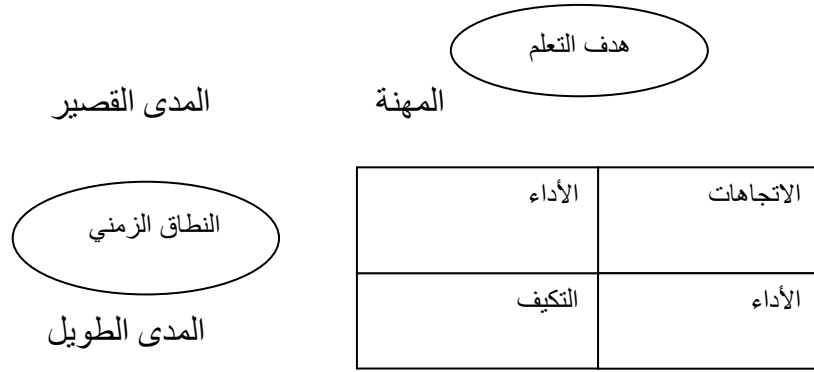 هدف التعلم
المهنة
المدى القصير
الاتجاهات
الأداء
النطاق الزمني
الأداء
التكيف
المدى الطويل